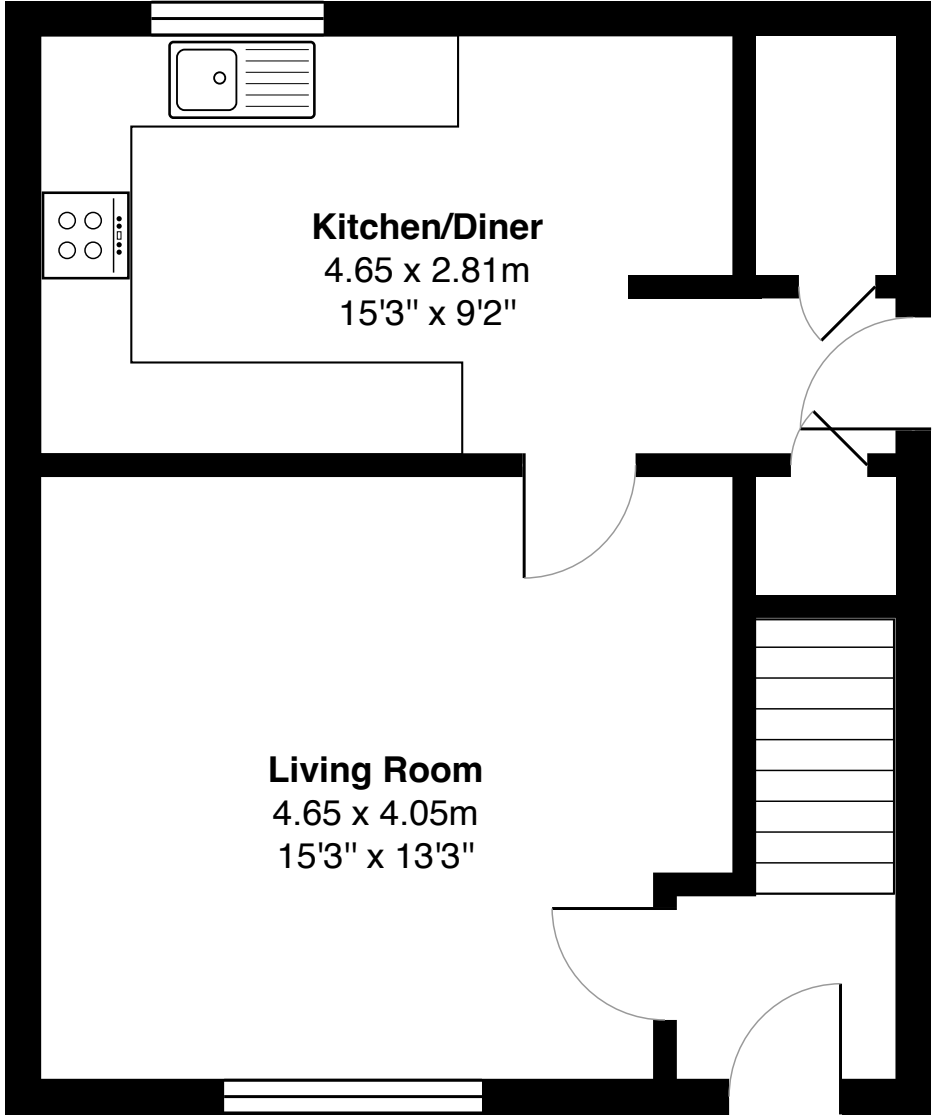 Kitchen/Diner
4.65 x 2.81m
15'3" x 9'2"
Living Room
4.65 x 4.05m
15'3" x 13'3"